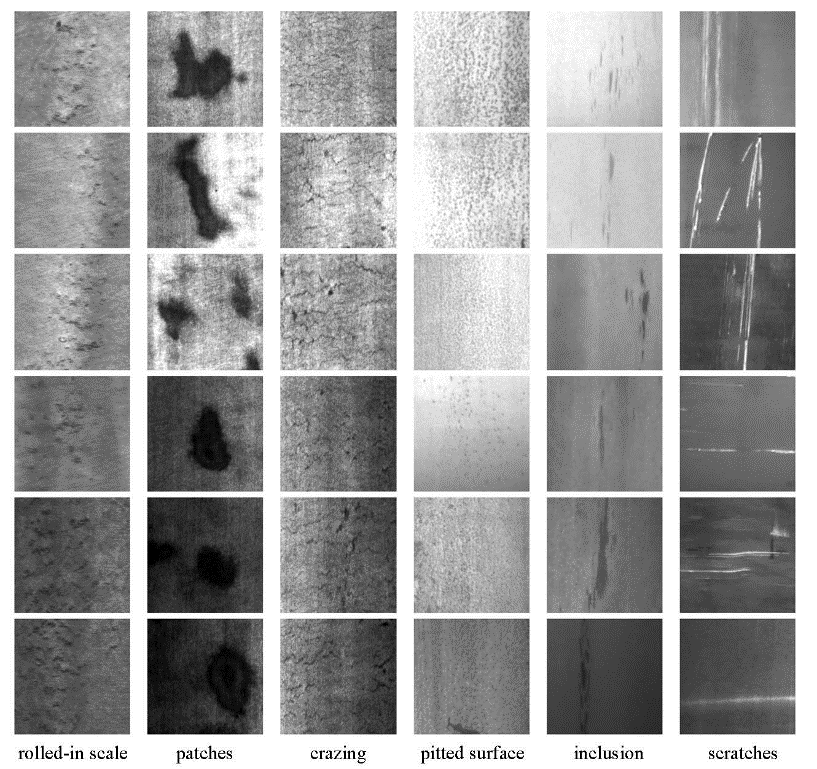 rolled-in scale patches crazing pitted surface inclusion scratches